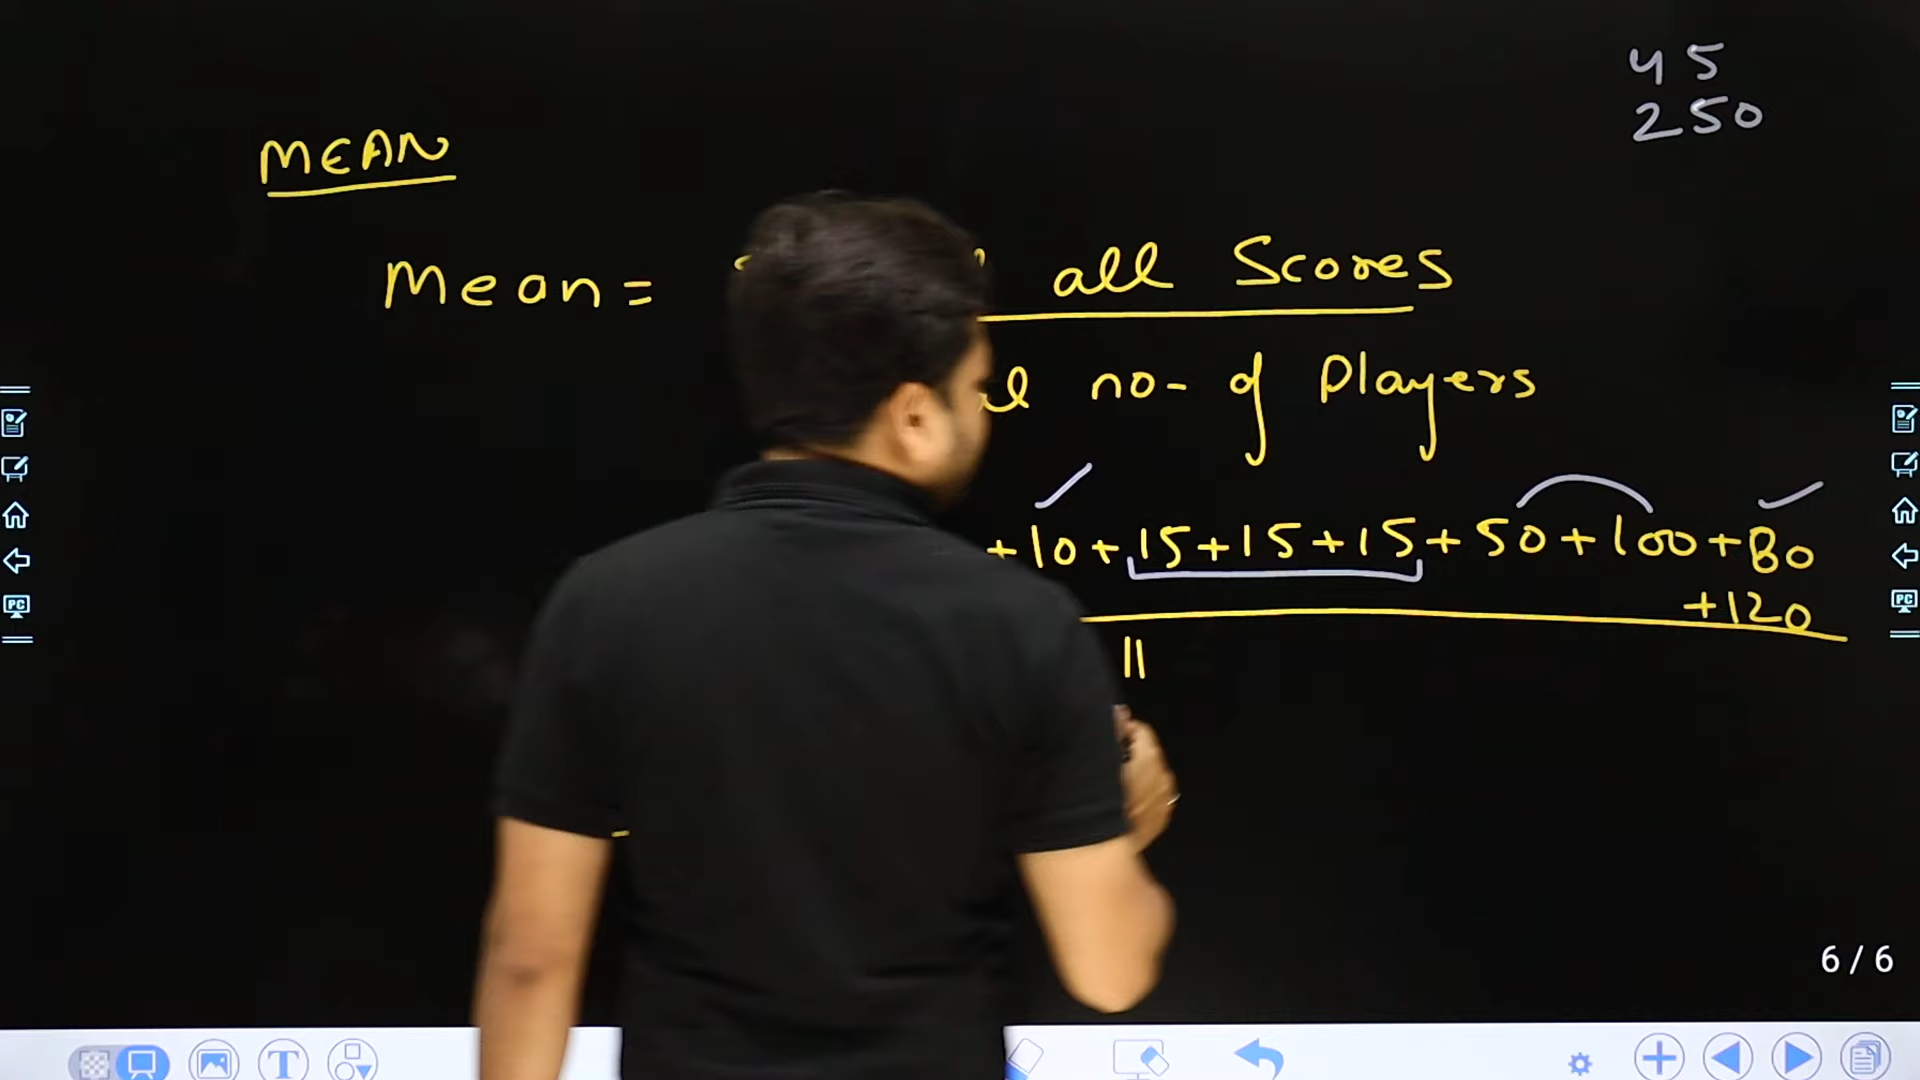 45
250
MEAN
Mean = all Scores
no- of Players
+10+15+15+15+50+100+80
+120
11
6 / 6